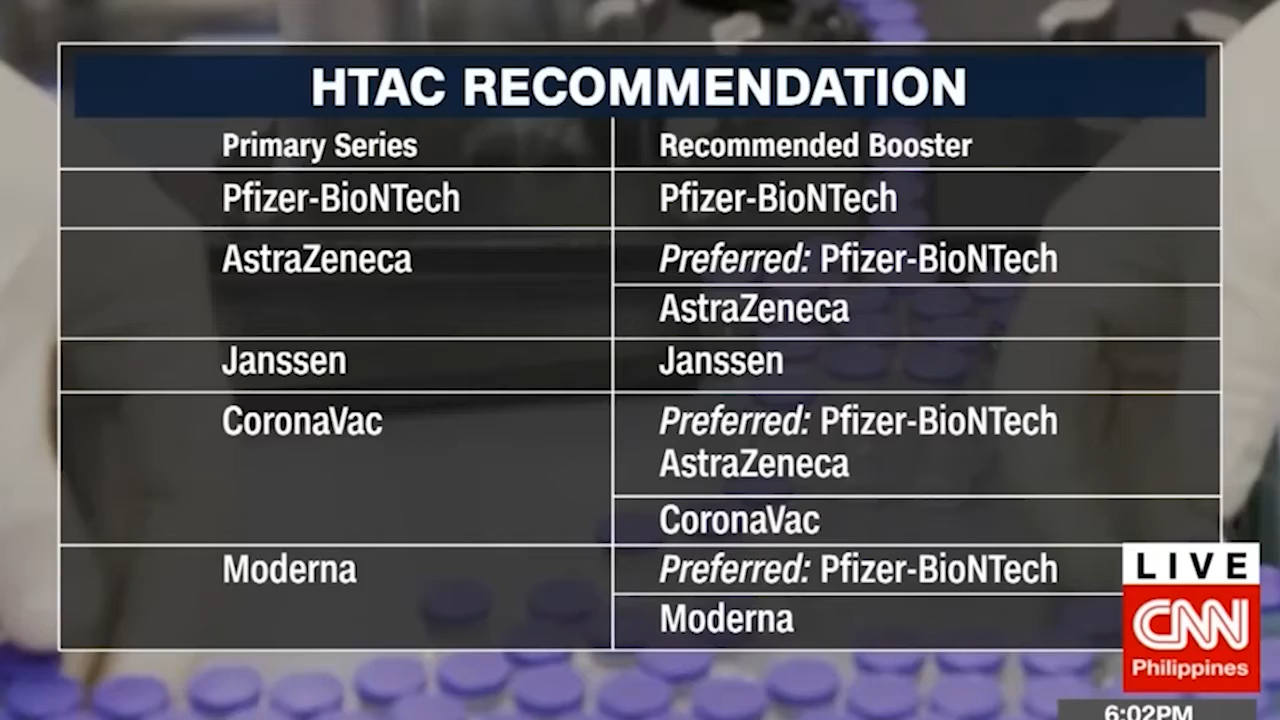 HTAC RECOMMENDATION
Primary Series Recommended Booster
Pfizer-BioNTech Pfizer-BioNTech
AstraZeneca Preferred: Pfizer-BioNTech
AstraZeneca
Janssen Janssen
CoronaVac Preferred: Pfizer-BioNTech
AstraZeneca
CoronaVac
Moderna Preferred: Pfizer-BioNTech
Moderna
LIVE
CNN
Philippines
6:02PM